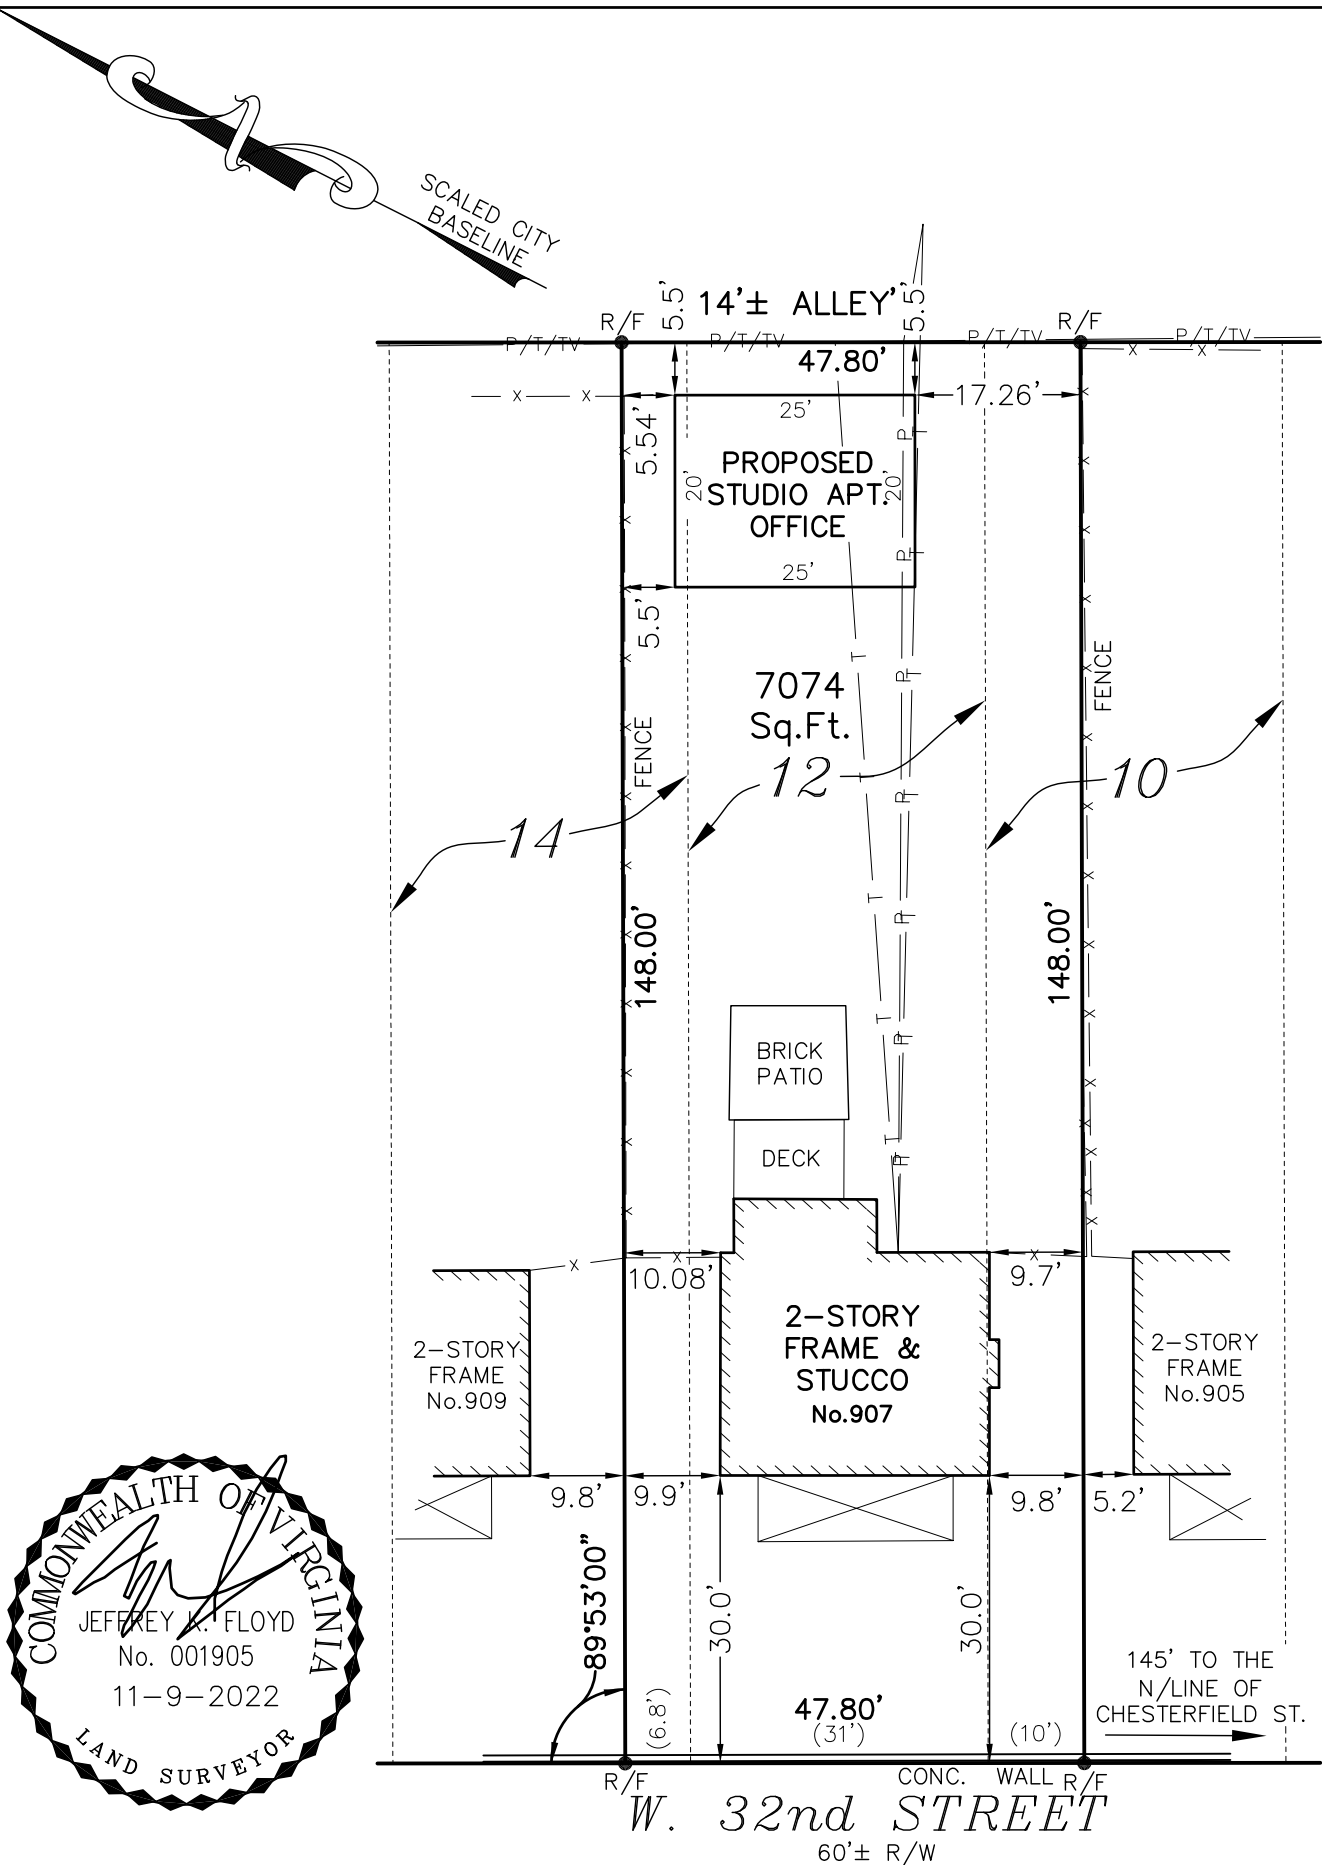 SCALED CITY
BASELINE
14'± ALLEY'
5.5'
5.5'
R/F
R/F
P/T/TV
P/T/TV
P/T/TV
P/T/TV
47.80'
X
X
X
X
5.54'
25'
17.26'
PROPOSED
STUDIO APT.
OFFICE
20'
20'
25'
5.5'
7074
Sq.Ft.
FENCE
FENCE
14
12
10
148.00'
148.00'
BRICK
PATIO
DECK
10.08'
9.7'
2-STORY
FRAME
No.909
2-STORY
FRAME &
STUCCO
No.907
2-STORY
FRAME
No.905
9.8'
9.9'
9.8'
5.2'
89°53'00"
30.0'
30.0'
COMMONWEALTH OF VIRGINIA
JEFFREY K. FLOYD
No. 001905
11-9-2022
LAND SURVEYOR
145' TO THE
N/LINE OF
CHESTERFIELD ST.
(6.8')
47.80'
(31')
(10')
R/F
CONC. WALL
R/F
W. 32nd STREET
60'± R/W